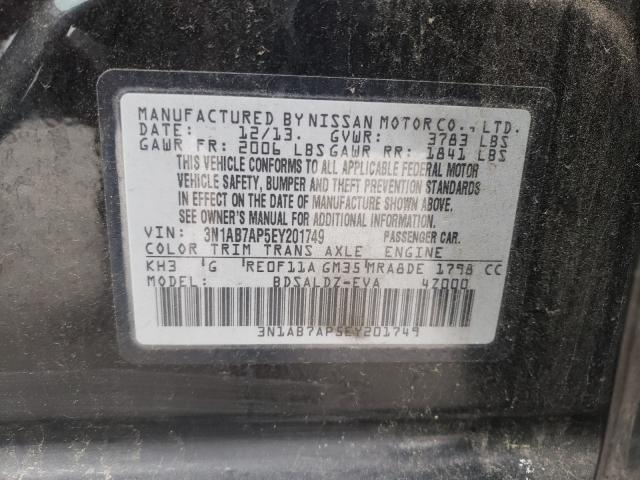 MANUFACTURED BY NISSAN MOTOR CO., LTD.
DATE: 12/13. GVWR: 3783 LBS
GAWR FR: 2006 LBS GAWR RR: 1841 LBS
THIS VEHICLE CONFORMS TO ALL APPLICABLE FEDERAL MOTOR
VEHICLE SAFETY, BUMPER AND THEFT PREVENTION STANDARDS
IN EFFECT ON THE DATE OF MANUFACTURE SHOWN ABOVE.
SEE OWNER'S MANUAL FOR ADDITIONAL INFORMATION.
VIN: 3N1AB7AP5EY201749 PASSENGER CAR.
COLOR TRIM TRANS AXLE ENGINE
KH3 G RE0F11A GM35 MRA8DE 1798 CC
MODEL: BDSALDZ-EVA 4Z000
3N1AB7AP5EY201749